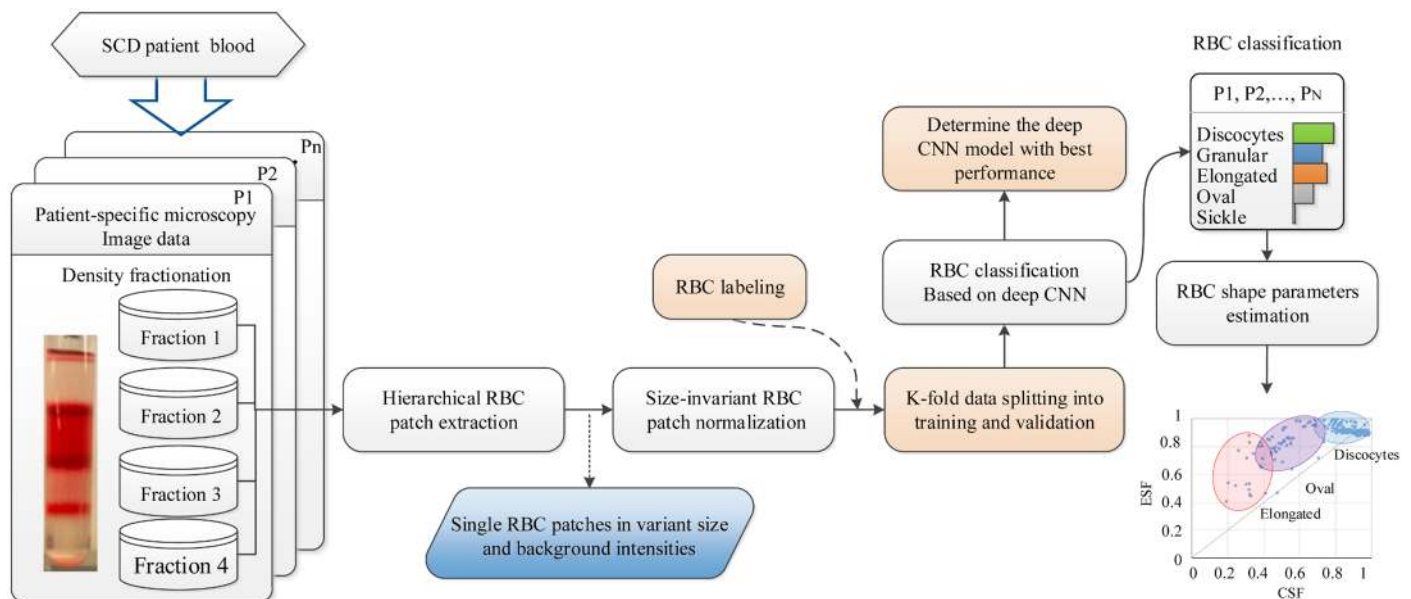 SCD patient blood
Pn
P2
P1
Patient-specific microscopy
Image data
Density fractionation
Fraction 1
Fraction 2
Fraction 3
Fraction 4
Hierarchical RBC
patch extraction
Single RBC patches in variant size
and background intensities
Size-invariant RBC
patch normalization
RBC labeling
K-fold data splitting into
training and validation
RBC classification
Based on deep CNN
Determine the deep
CNN model with best
performance
RBC classification
P1, P2,..., PN
Discocytes
Granular
Elongated
Oval
Sickle
RBC shape parameters
estimation
1
0.8
0.6
0.4
0.2
0
ESF
Discocytes
Oval
Elongated
0 0.2 0.4 0.6 0.8 1
CSF